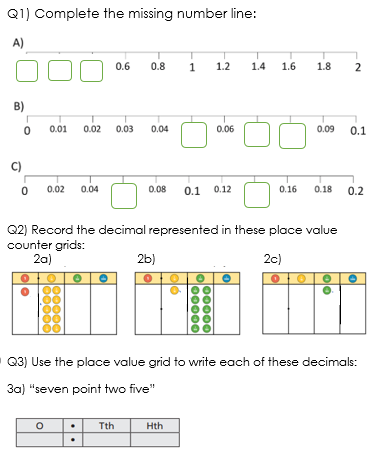 Q1) Complete the missing number line:
A)
0.6 0.8 1 1.2 1.4 1.6 1.8 2
B)
0 0.01 0.02 0.03 0.04 0.06 0.09 0.1
C)
0 0.02 0.04 0.08 0.1 0.12 0.16 0.18 0.2
Q2) Record the decimal represented in these place value
counter grids:
2a) 2b) 2c)
Q3) Use the place value grid to write each of these decimals:
3a) “seven point two five”
O • Tth Hth
•